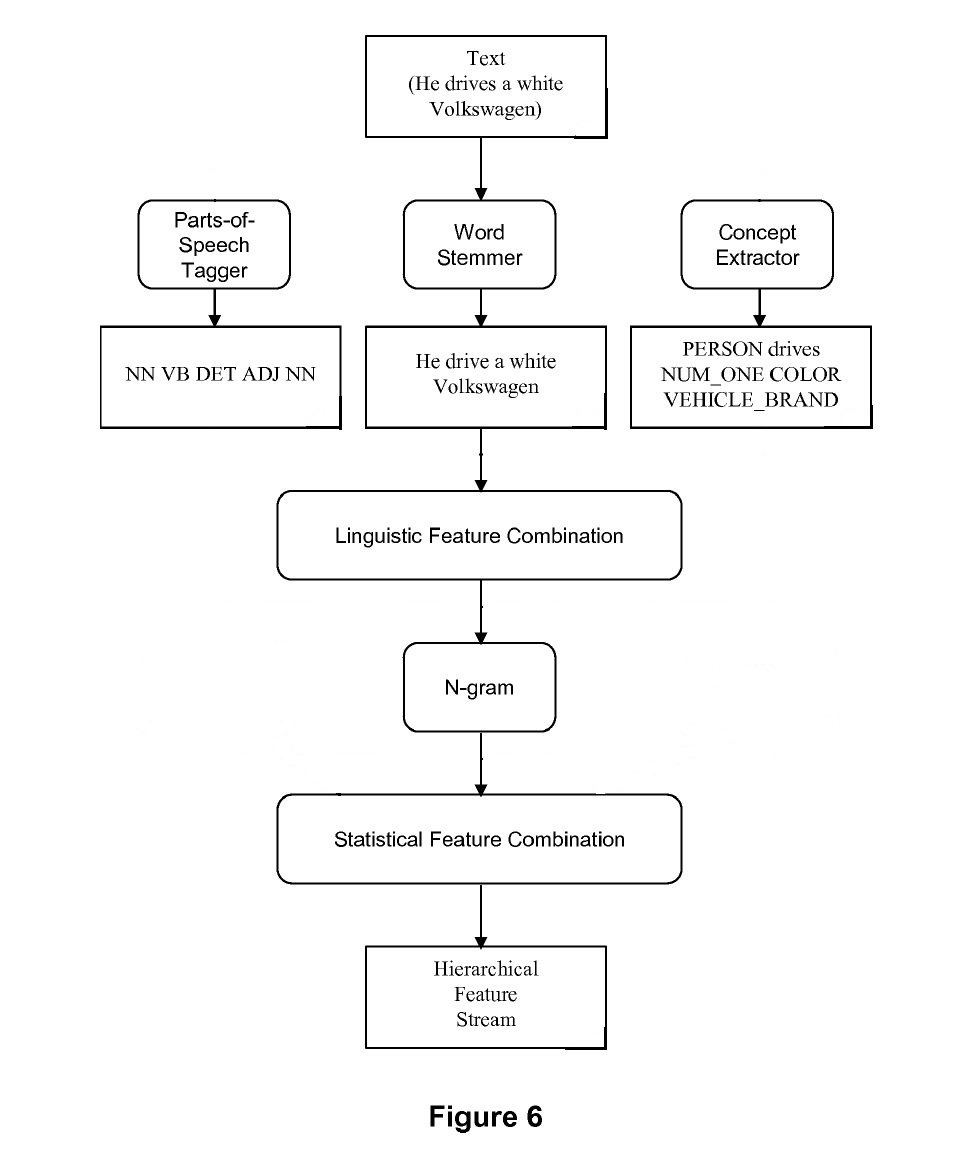 Text
(He drives a white
Volkswagen)
Parts-of-
Speech
Tagger
Word
Stemmer
Concept
Extractor
NN VB DET ADJ NN
He drive a white
Volkswagen
PERSON drives
NUM_ONE COLOR
VEHICLE_BRAND
Linguistic Feature Combination
N-gram
Statistical Feature Combination
Hierarchical
Feature
Stream
Figure 6